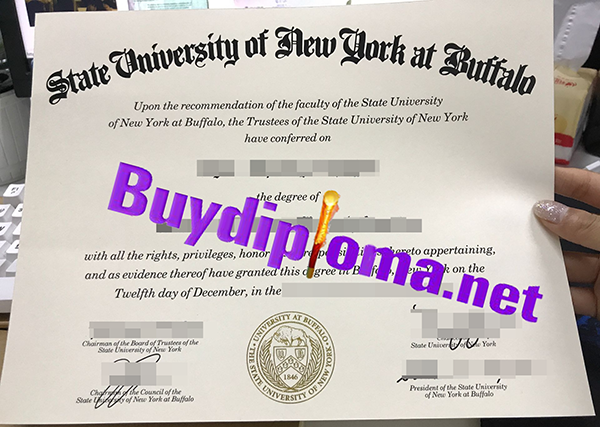 State University of New York at Buffalo
Upon the recommendation of the faculty of the State University
of New York at Buffalo, the Trustees of the State University of New York
have conferred on
the degree of
Buydiploma.net
with all the rights, privileges, thereto appertaining,
and as evidence thereof have granted this degree in Buffalo, New York on the
Twelfth day of December, in the
Chairman of the Board of Trustees of the
State University of New York
State
Chairman of the Council of the
State University of New York at Buffalo
UNIVERSITY AT BUFFALO
THE STATE UNIVERSITY OF NEW YORK
1846
President of the State University
of New York at Buffalo